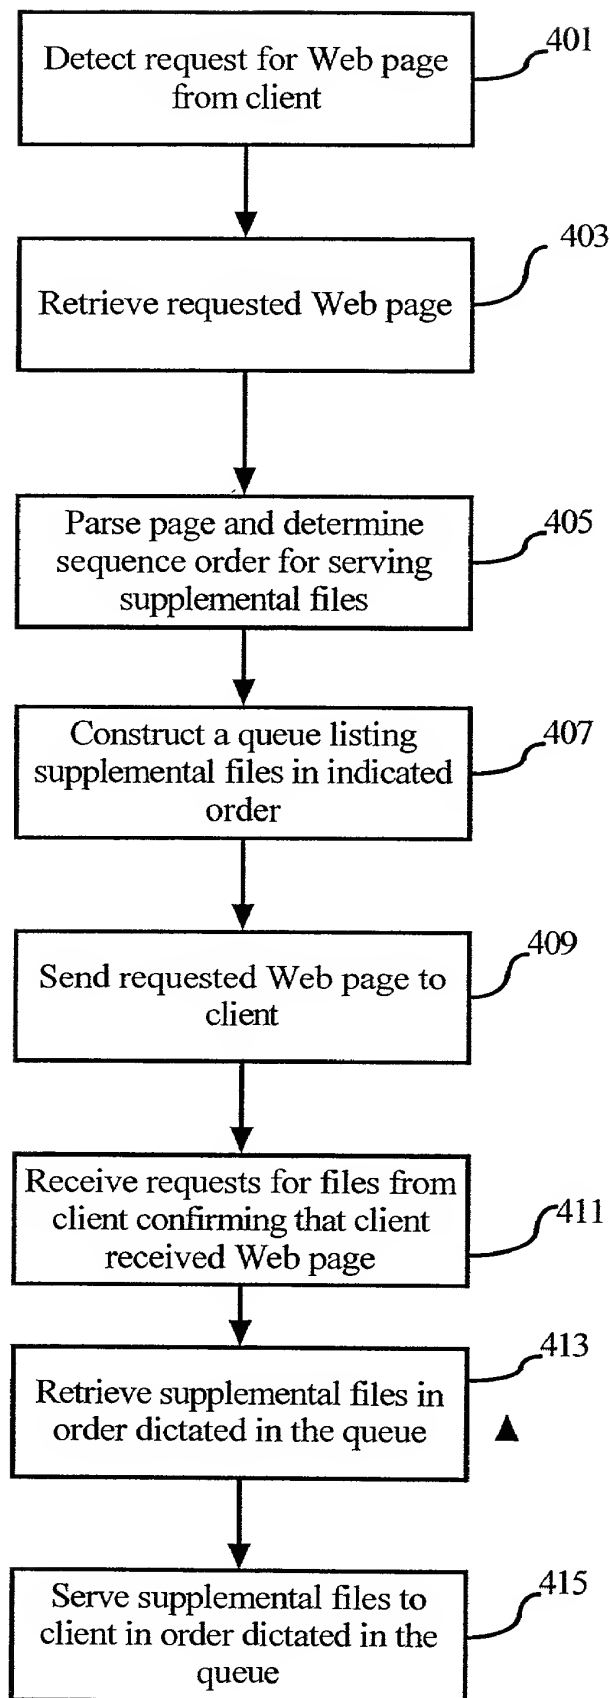 Detect request for Web page
from client
401
Retrieve requested Web page
403
Parse page and determine
sequence order for serving
supplemental files
405
Construct a queue listing
supplemental files in indicated
order
407
Send requested Web page to
client
409
Receive requests for files from
client confirming that client
received Web page
411
Retrieve supplemental files in
order dictated in the queue
413
Serve supplemental files to
client in order dictated in the
queue
415